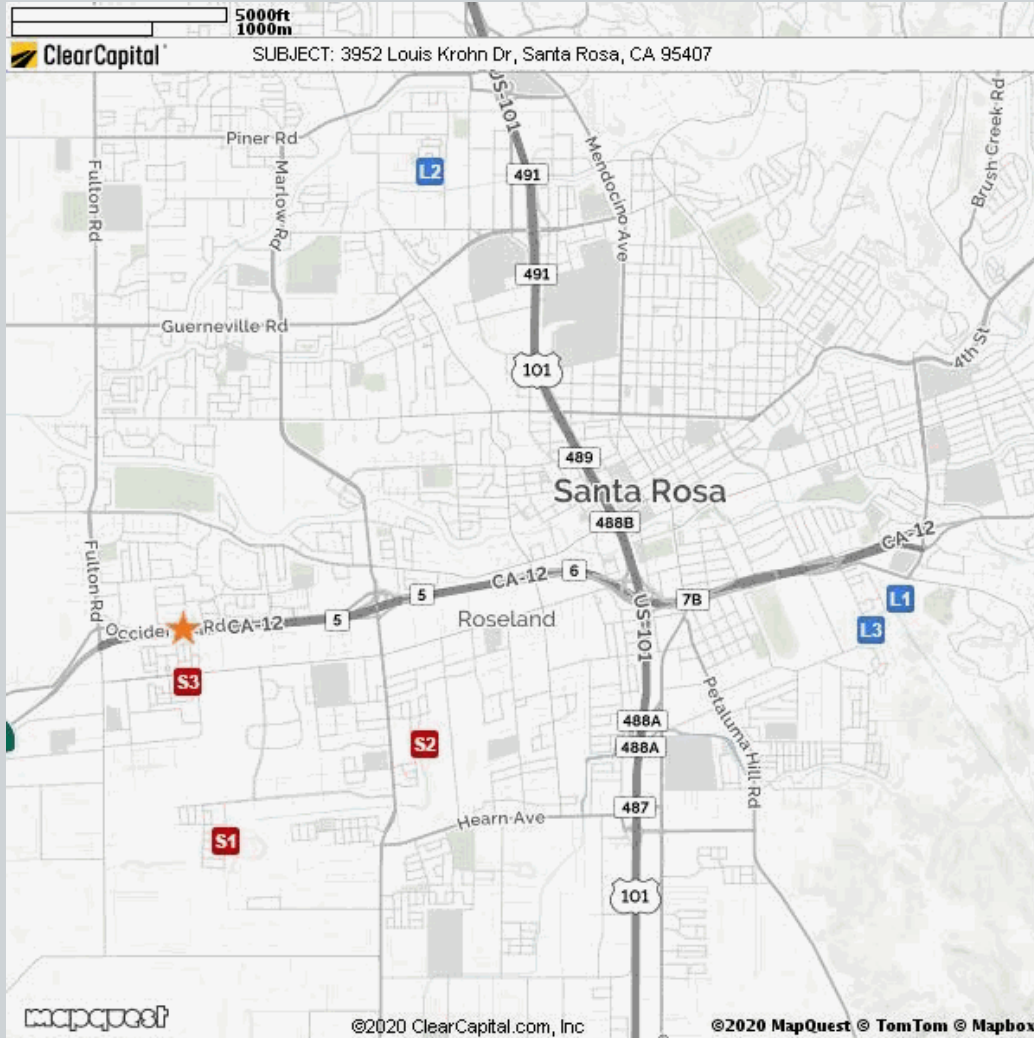 5000ft
1000m
ClearCapital
SUBJECT: 3952 Louis Krohn Dr, Santa Rosa, CA 95407
US-101
Piner Rd
Fulton Rd
Marlow Rd
L2
491
Mendocino Ave
Brush Creek Rd
491
Guerneville Rd
101
4th St
489
Santa Rosa
488B
CA-12
Fulton Rd
CA-12
6
5
7B
L1
Roseland
Rd
CA-12
5
US-101
L3
S3
Petaluma Hill Rd
488A
S2
488A
487
Hearn Ave
S1
101
mapquest
©2020 ClearCapital.com, Inc
©2020 MapQuest © TomTom © Mapbox